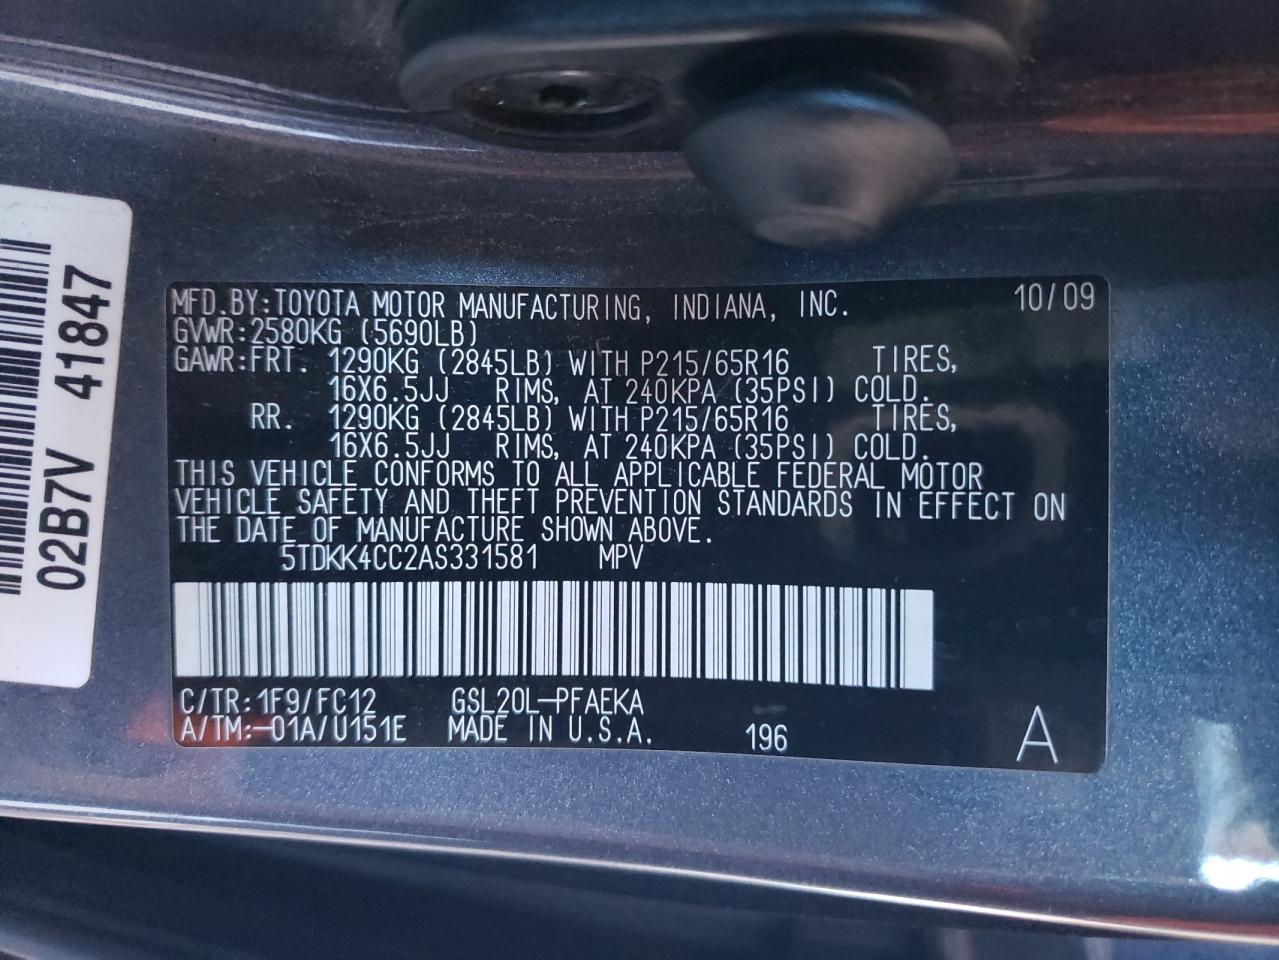 MFD.BY:TOYOTA MOTOR MANUFACTURING, INDIANA, INC. 10/09
GVWR:2580KG (5690LB)
GAWR:FRT. 1290KG (2845LB) WITH P215/65R16 TIRES,
16X6.5JJ RIMS, AT 240KPA (35PSI) COLD.
RR. 1290KG (2845LB) WITH P215/65R16 TIRES,
16X6.5JJ RIMS, AT 240KPA (35PSI) COLD.
THIS VEHICLE CONFORMS TO ALL APPLICABLE FEDERAL MOTOR
VEHICLE SAFETY AND THEFT PREVENTION STANDARDS IN EFFECT ON
THE DATE OF MANUFACTURE SHOWN ABOVE.
5TDKK4CC2AS331581 MPV
C/TR:1F9/FC12 GSL20L-PFAEKA
A/TM:-01A/U151E MADE IN U.S.A. 196 A
02B7V 41847